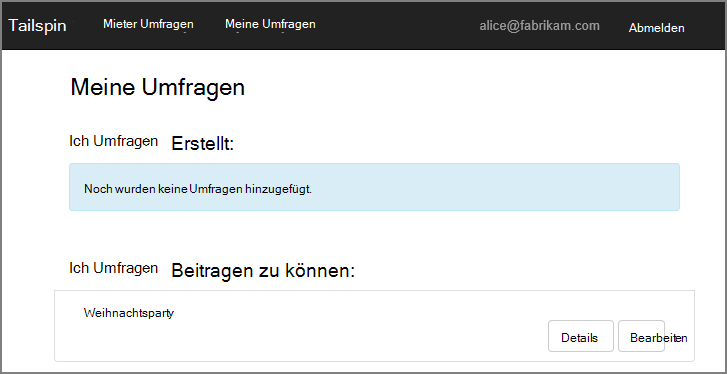 Tailspin Mieter Umfragen Meine Umfragen alice@fabrikam.com Abmelden
Meine Umfragen
Ich Umfragen Erstellt:
Noch wurden keine Umfragen hinzugefügt.
Ich Umfragen Beitragen zu können:
Weihnachtsparty
Details Bearbeiten